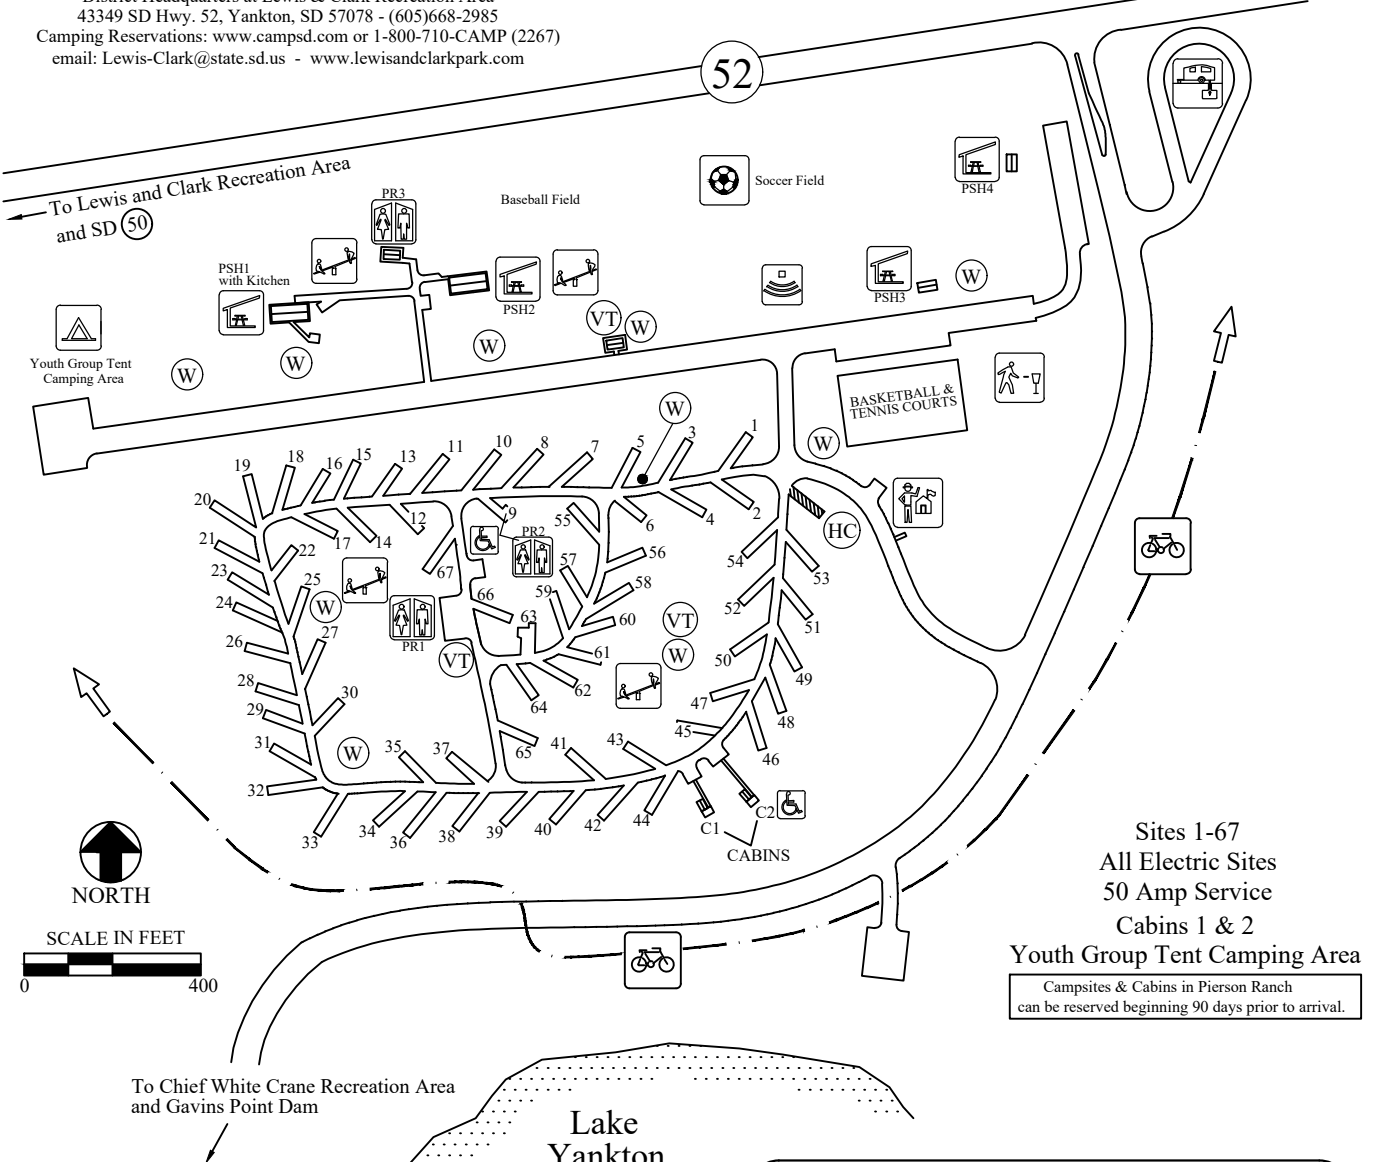 District Headquarters at Lewis & Clark Recreation Area
43349 SD Hwy. 52, Yankton, SD 57078 - (605)668-2985
Camping Reservations: www.campsd.com or 1-800-710-CAMP (2267)
email: Lewis-Clark@state.sd.us - www.lewisandclarkpark.com
52
To Lewis and Clark Recreation Area
and SD 50
PR3
Baseball Field
Soccer Field
PSH4
PSH1
with Kitchen
PSH2
PSH3
W
VT
W
Youth Group Tent
Camping Area
W
W
W
BASKETBALL &
TENNIS COURTS
W
W
1
3
5
7
8
10
11
13
15
16
18
19
20
21
22
23
24
25
26
27
28
29
30
31
32
33
34
35
36
37
38
39
40
41
42
43
44
45
46
47
48
49
50
51
52
53
54
2
4
6
9
12
14
17
55
56
57
58
59
60
61
62
63
64
65
66
67
HC
PR2
PR1
W
VT
VT
W
W
C1
C2
CABINS
NORTH
SCALE IN FEET
0
400
Sites 1-67
All Electric Sites
50 Amp Service
Cabins 1 & 2
Youth Group Tent Camping Area
Campsites & Cabins in Pierson Ranch
can be reserved beginning 90 days prior to arrival.
To Chief White Crane Recreation Area
and Gavins Point Dam
Lake
Yankton